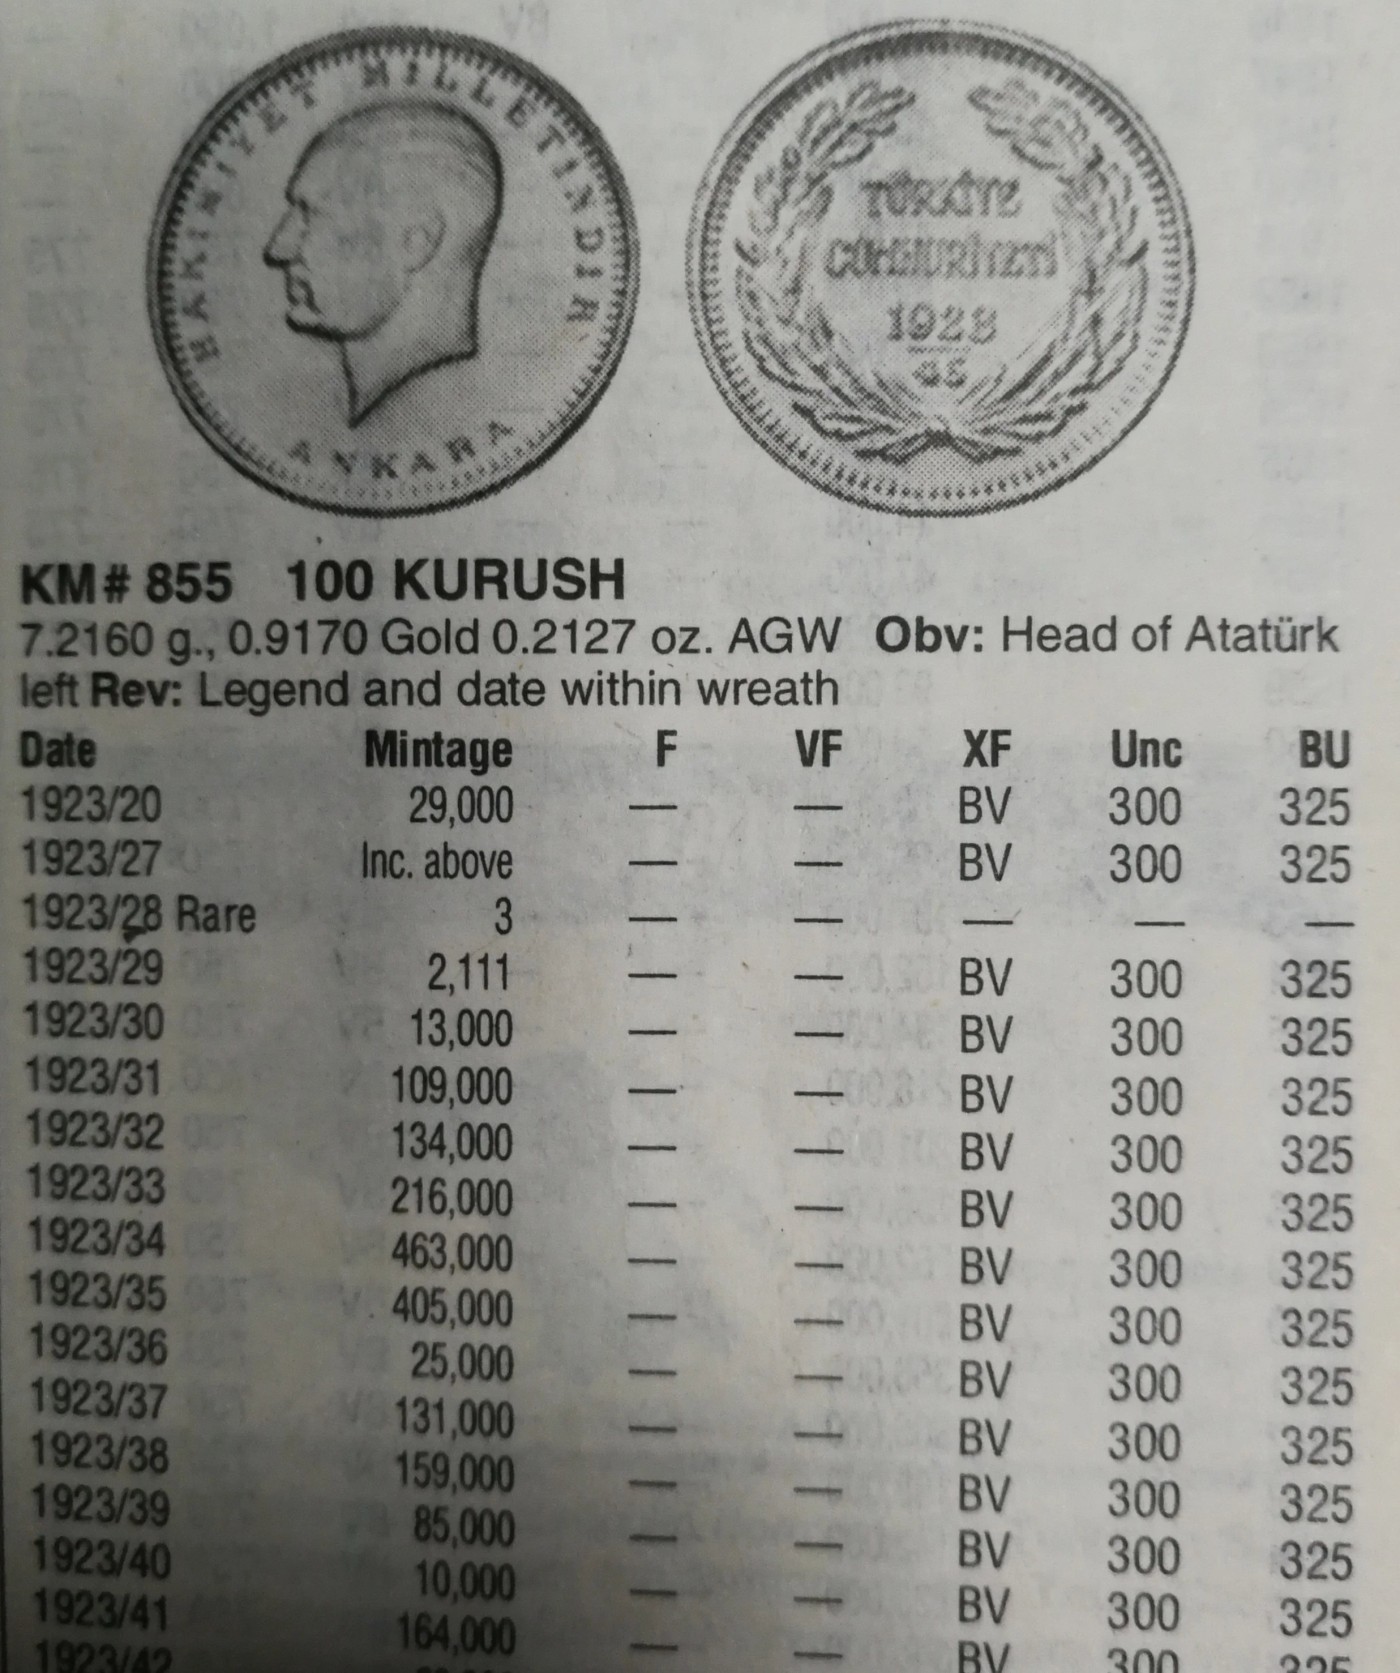 HAKİMİYET MİLLETİNDİR
ANKARA
TÜRKİYE
CUMHURİYETİ
1923
45
KM# 855 100 KURUSH
7.2160 g., 0.9170 Gold 0.2127 oz. AGW Obv: Head of Atatürk
left Rev: Legend and date within wreath
Date Mintage F VF XF Unc BU
1923/20 29,000 — — BV 300 325
1923/27 Inc. above — — BV 300 325
1923/28 Rare 3 — — — — —
1923/29 2,111 — — BV 300 325
1923/30 13,000 — — BV 300 325
1923/31 109,000 — — BV 300 325
1923/32 134,000 — — BV 300 325
1923/33 216,000 — — BV 300 325
1923/34 463,000 — — BV 300 325
1923/35 405,000 — — BV 300 325
1923/36 25,000 — — BV 300 325
1923/37 131,000 — — BV 300 325
1923/38 159,000 — — BV 300 325
1923/39 85,000 — — BV 300 325
1923/40 10,000 — — BV 300 325
1923/41 164,000 — — BV 300 325
1923/42 BV 300 325